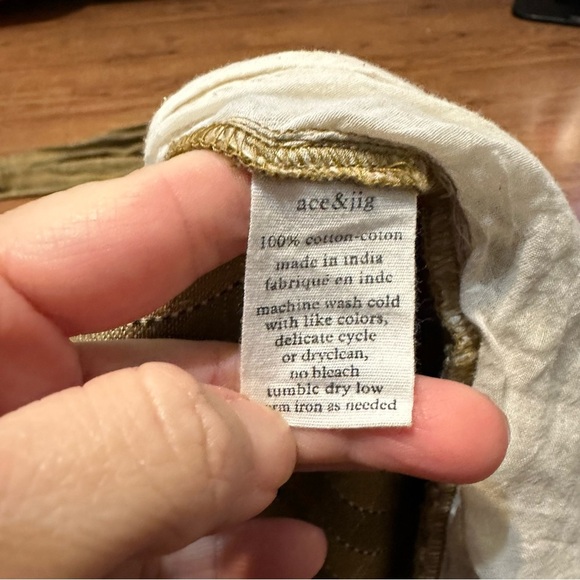 ace&jig
100% cotton-coton
made in india
fabriqué en inde
machine wash cold
with like colors,
delicate cycle
or dryclean,
no bleach
tumble dry low
iron as needed